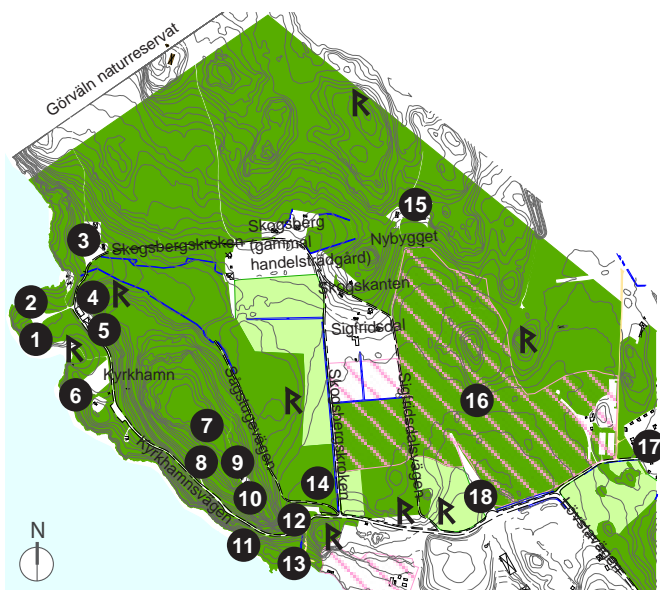 Görväln naturreservat
15
Skogsberg
3
Skogsbergskroken
(gammal
handelsträdgård)
Nybygget
Skogskanten
2
4
1
5
Sigfridsdal
Kyrkhamn
6
16
7
Sågstugevägen
Skogsbergskroken
Sigfridsdalsvägen
17
8
9
Kyrkhamnsvägen
10
14
18
12
11
13
Lövstavägen
N